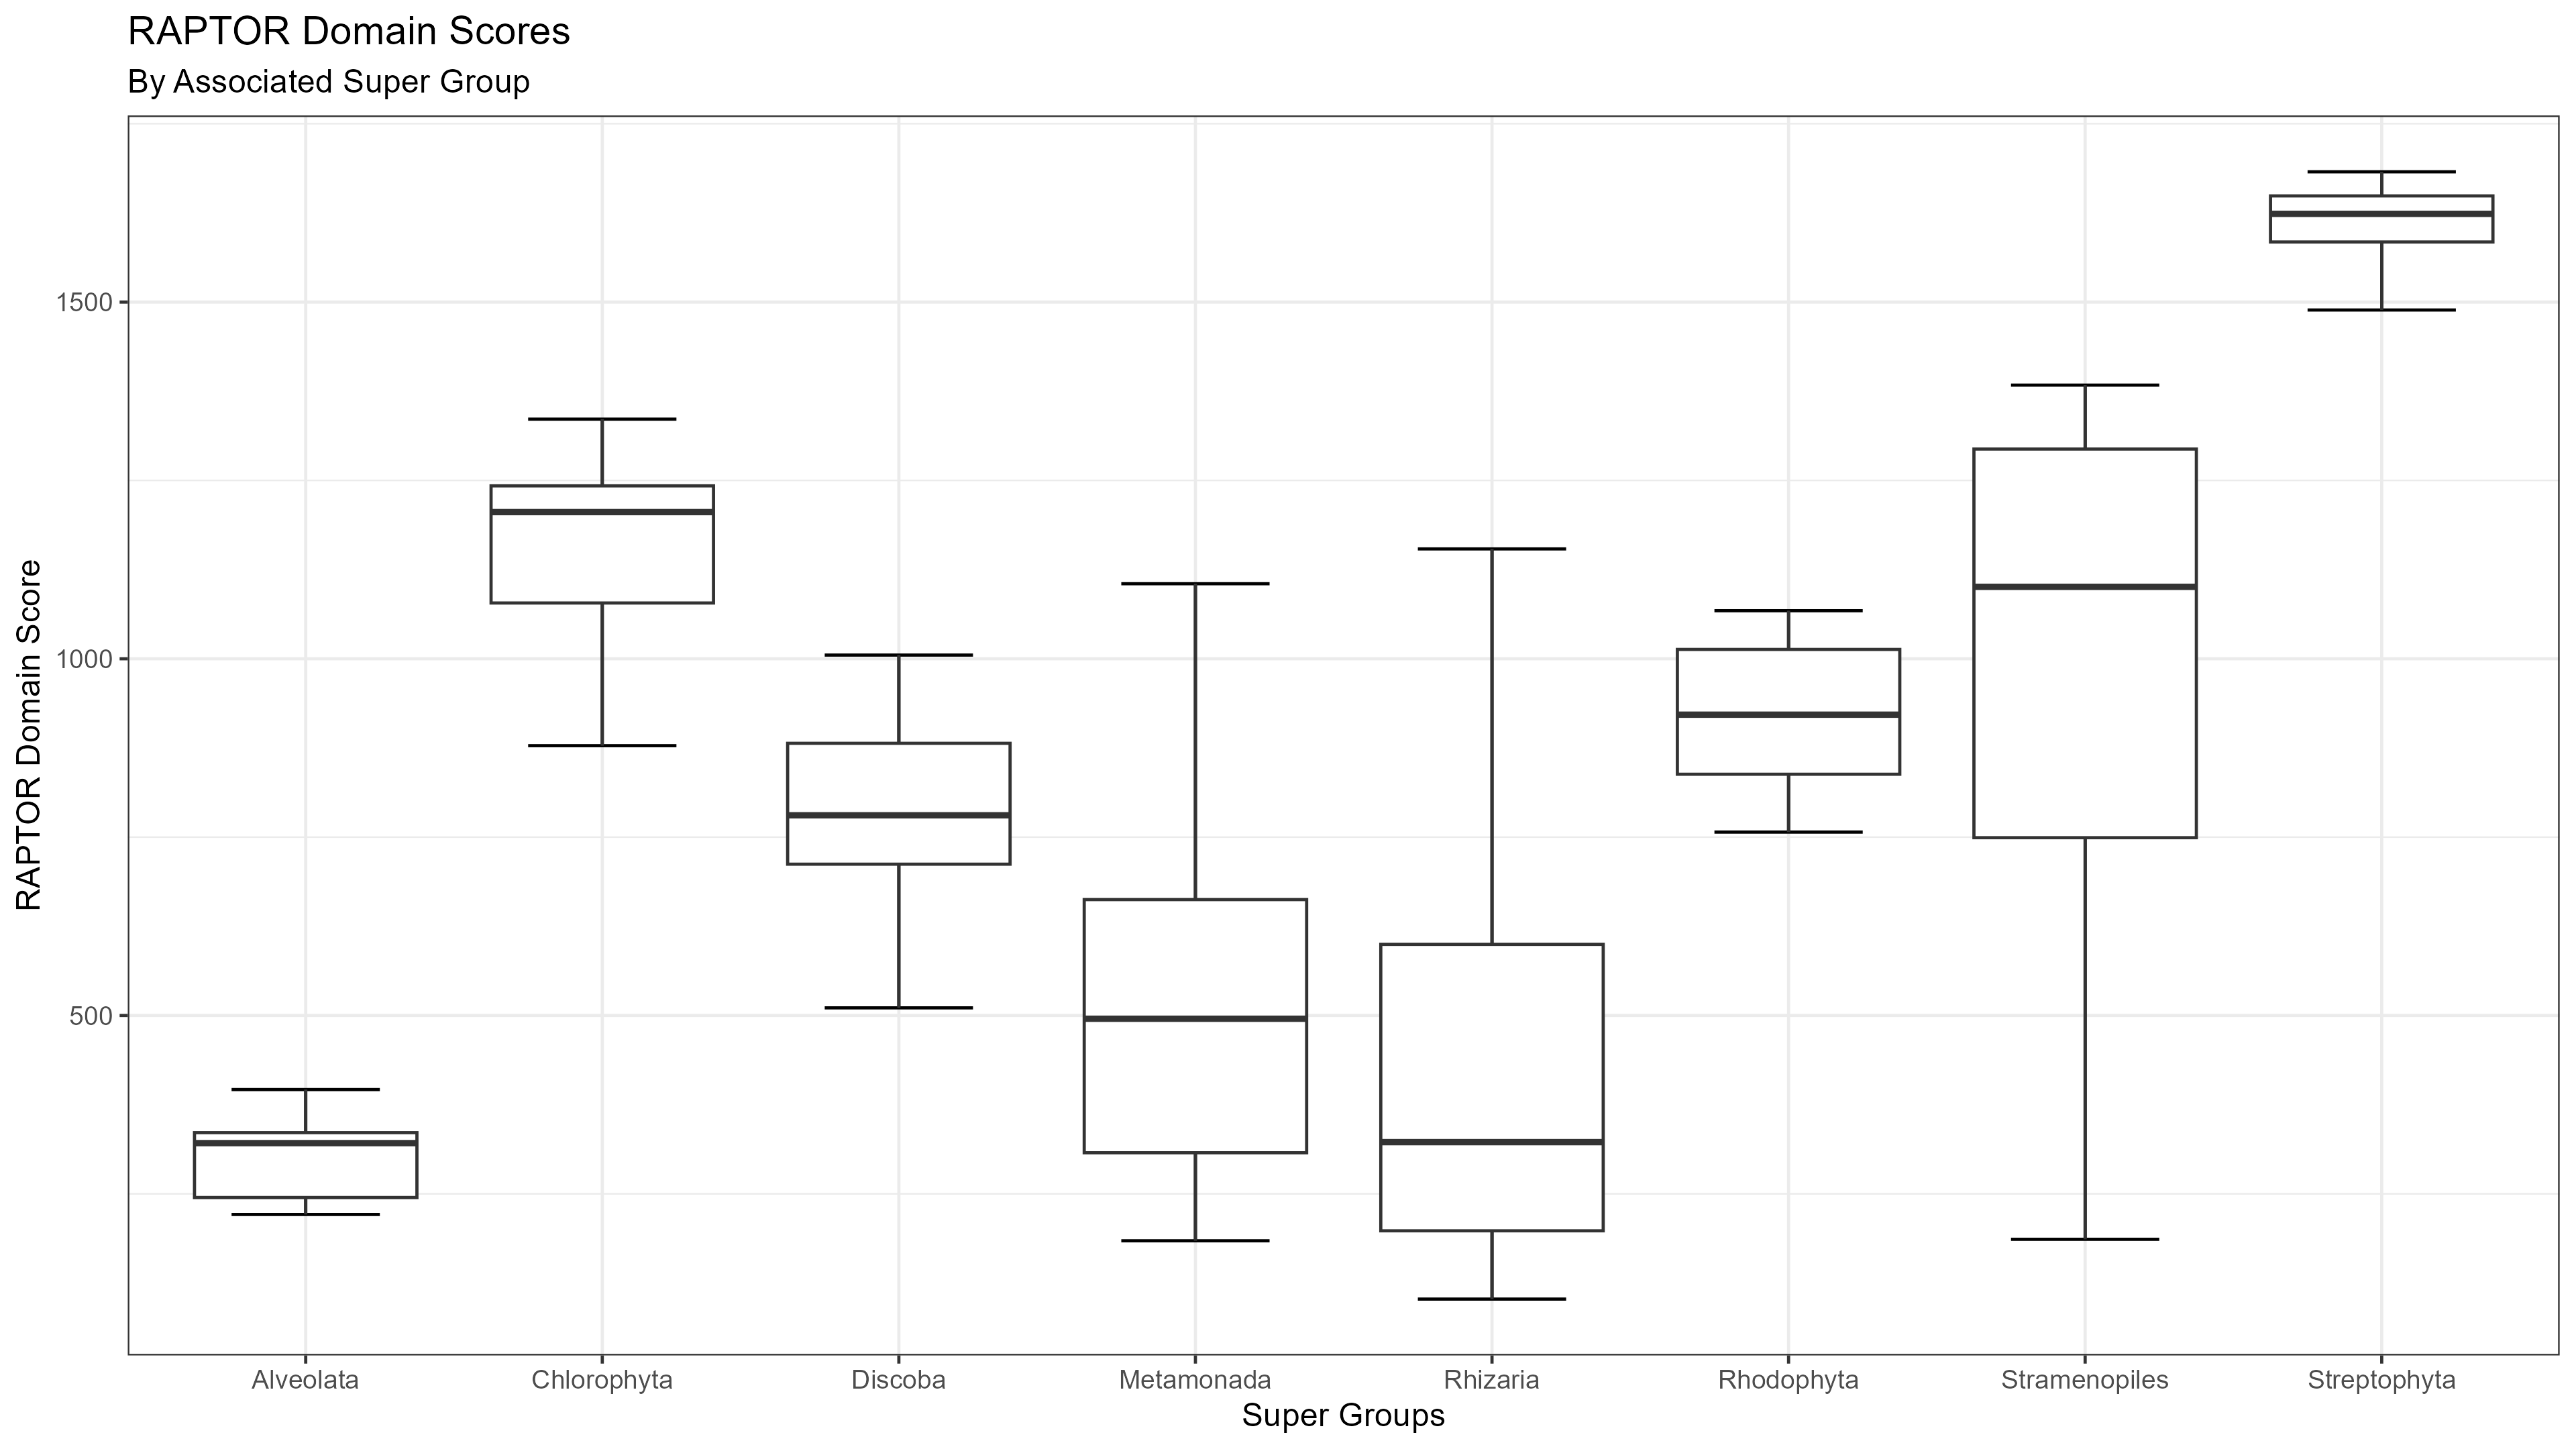 RAPTOR Domain Scores
By Associated Super Group
RAPTOR Domain Score
1500
1000
500
Alveolata
Chlorophyta
Discoba
Metamonada
Rhizaria
Rhodophyta
Stramenopiles
Streptophyta
Super Groups